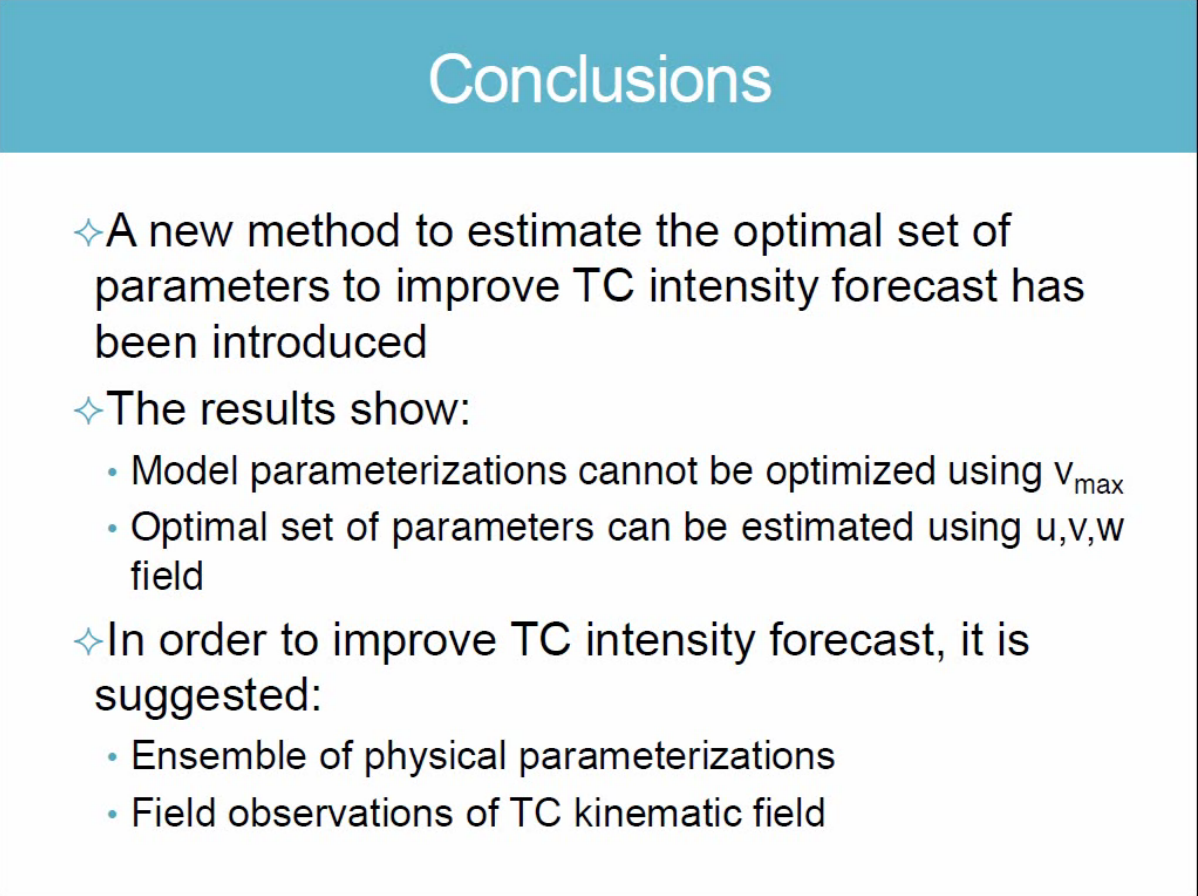 Conclusions
✧A new method to estimate the optimal set of
parameters to improve TC intensity forecast has
been introduced
✧The results show:
• Model parameterizations cannot be optimized using vmax
• Optimal set of parameters can be estimated using u,v,w
field
✧In order to improve TC intensity forecast, it is
suggested:
• Ensemble of physical parameterizations
• Field observations of TC kinematic field